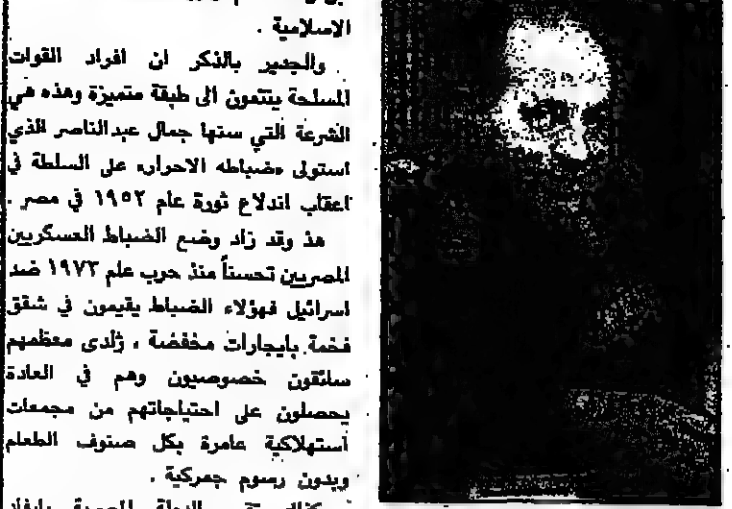 الاسلامية .
والجدير بالذكر ان افراد القوات
المسلحة ينتمون الى طبقة متميزة وهذه هي
الشرعة التي سنها جمال عبدالناصر الذي
استولى «ضباطه الاحرار» على السلطة في
اعقاب اندلاع ثورة عام ١٩٥٢ في مصر .
هذ وقد زاد وضع الضباط العسكريين
المصريين تحسناً منذ حرب عام ١٩٧٣ ضد
اسرائيل فهؤلاء الضباط يقيمون في شقق
فخمة بايجارات مخفضة ، ولدى معظمهم
سائقون خصوصيون وهم في العادة
يحصلون على احتياجاتهم من مجمعات
استهلاكية عامرة بكل صنوف الطعام
وبدون رسوم جمركية .